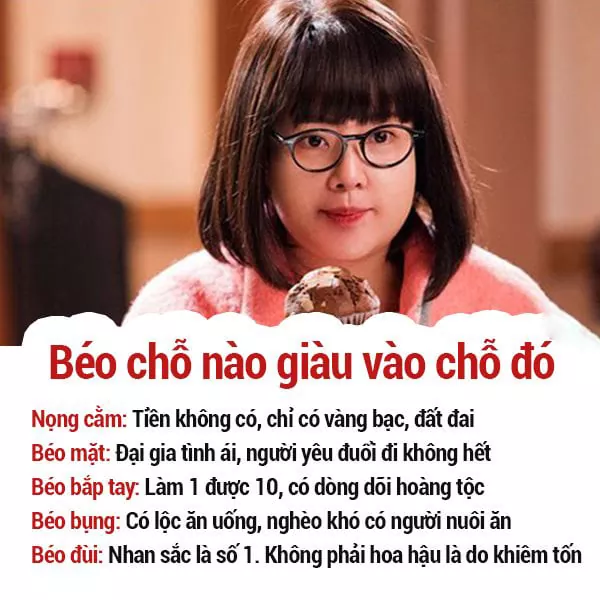 Béo chỗ nào giàu vào chỗ đó
Nọng cằm: Tiền không có, chỉ có vàng bạc, đất đai
Béo mặt: Đại gia tình ái, người yêu đuổi đi không hết
Béo bắp tay: Làm 1 được 10, có dòng dõi hoàng tộc
Béo bụng: Có lộc ăn uống, nghèo khó có người nuôi ăn
Béo đùi: Nhan sắc là số 1. Không phải hoa hậu là do khiêm tốn